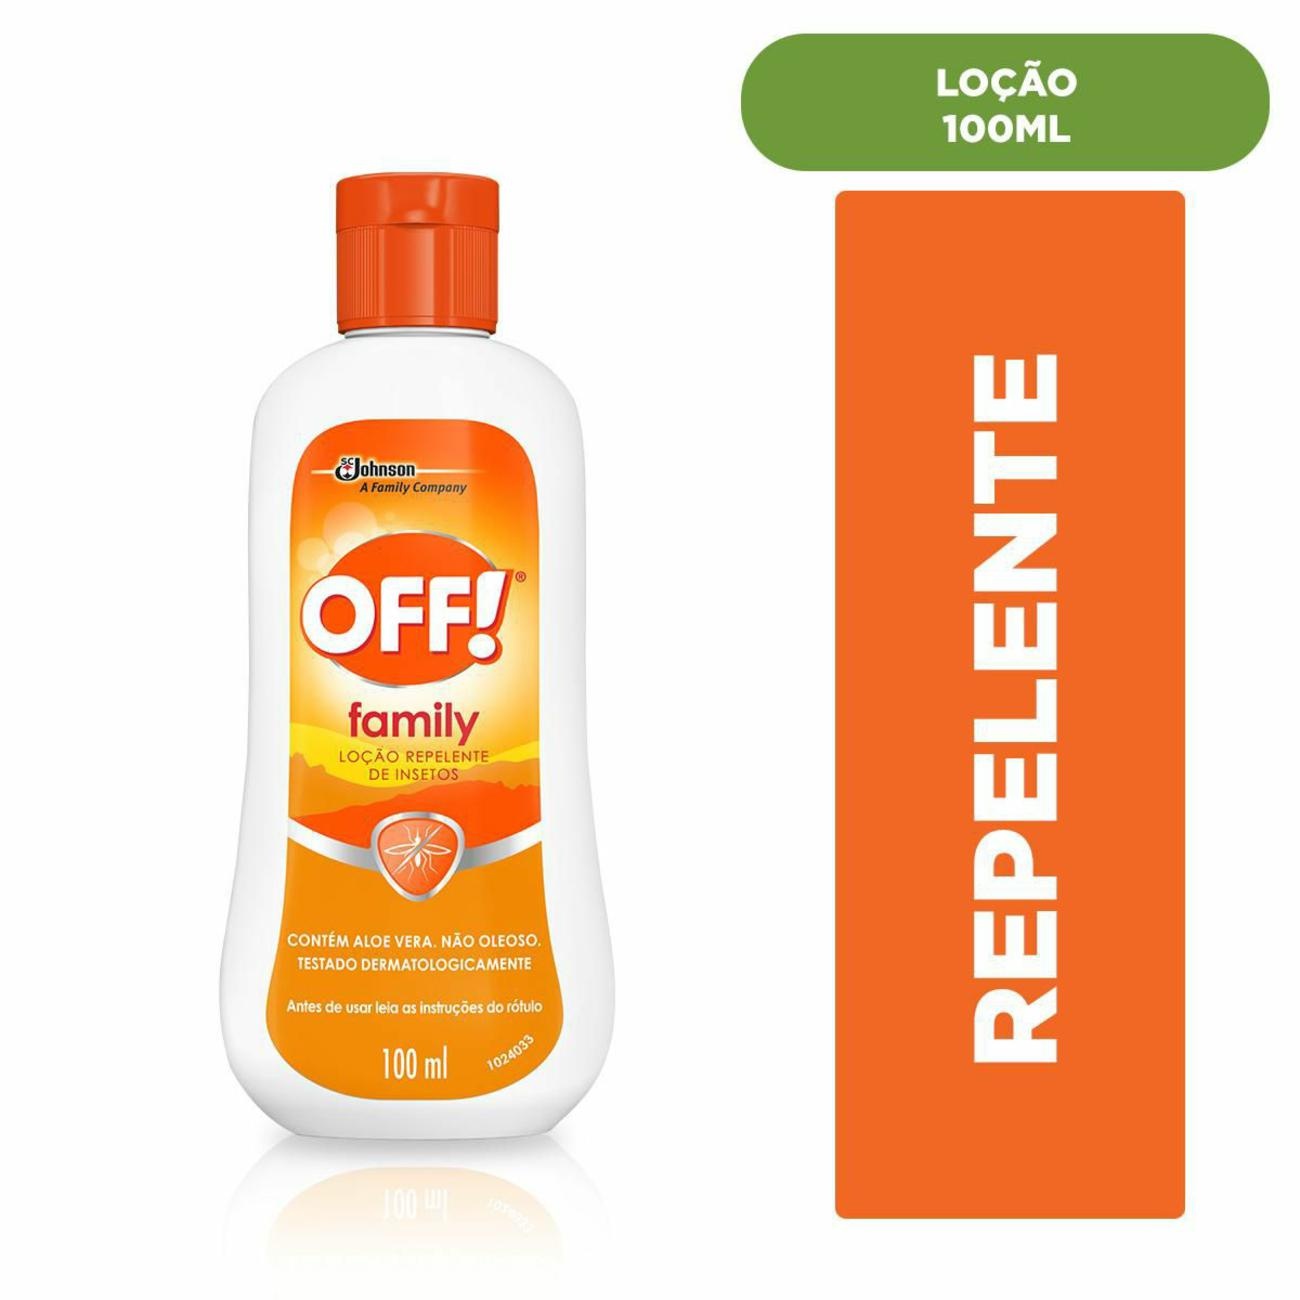 LOÇÃO
100ML
REPELENTE
SC Johnson
A Family Company
OFF!®
family
LOÇÃO REPELENTE
DE INSETOS
CONTÉM ALOE VERA. NÃO OLEOSO.
TESTADO DERMATOLOGICAMENTE
Antes de usar leia as instruções do rótulo
100 ml
1024033